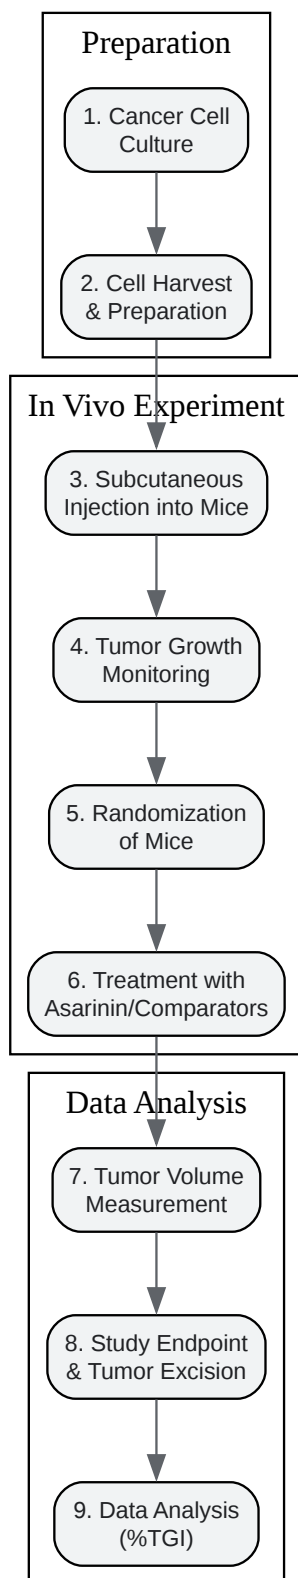 Preparation
1. Cancer Cell
Culture
2. Cell Harvest
& Preparation
In Vivo Experiment
3. Subcutaneous
Injection into Mice
4. Tumor Growth
Monitoring
5. Randomization
of Mice
6. Treatment with
Asarinin/Comparators
Data Analysis
7. Tumor Volume
Measurement
8. Study Endpoint
& Tumor Excision
9. Data Analysis
(%TGI)